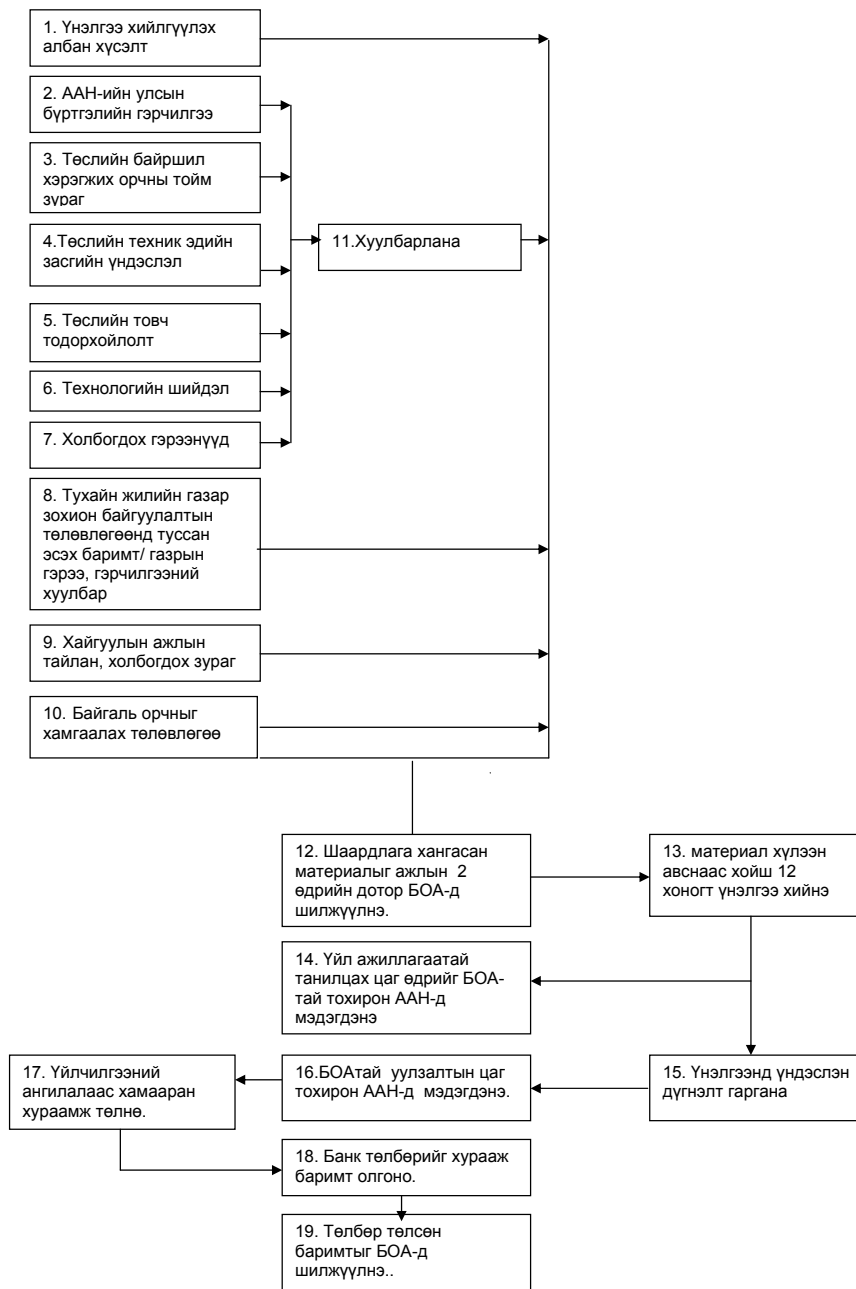 1. Үнэлгээ хийлгүүлэх
албан хүсэлт
2. ААН-ийн улсын
бүртгэлийн гэрчилгээ
3. Төслийн байршил
хэрэгжих орчны тойм
зураг
4.Төслийн техник эдийн
засгийн үндэслэл
11.Хуулбарлана
5. Төслийн товч
тодорхойлолт
6. Технологийн шийдэл
7. Холбогдох гэрээнүүд
8. Тухайн жилийн газар
зохион байгуулалтын
төлөвлөгөөнд туссан
эсэх баримт/ газрын
гэрээ, гэрчилгээний
хуулбар
9. Хайгуулын ажлын
тайлан, холбогдох зураг
10. Байгаль орчныг
хамгаалах төлөвлөгөө
12. Шаардлага хангасан
материалыг ажлын 2
өдрийн дотор БОА-д
шилжүүлнэ.
13. материал хүлээн
авснаас хойш 12
хоногт үнэлгээ хийнэ
14. Үйл ажиллагаатай
танилцах цаг өдрийг БОА-
тай тохирон ААН-д
мэдэгдэнэ
15. Үнэлгээнд үндэслэн
дүгнэлт гаргана
16.БОАтай уулзалтын цаг
тохирон ААН-д мэдэгдэнэ.
17. Үйлчилгээний
ангилалаас хамааран
хураамж төлнө.
18. Банк төлбөрийг хурааж
баримт олгоно.
19. Төлбөр төлсөн
баримтыг БОА-д
шилжүүлнэ..